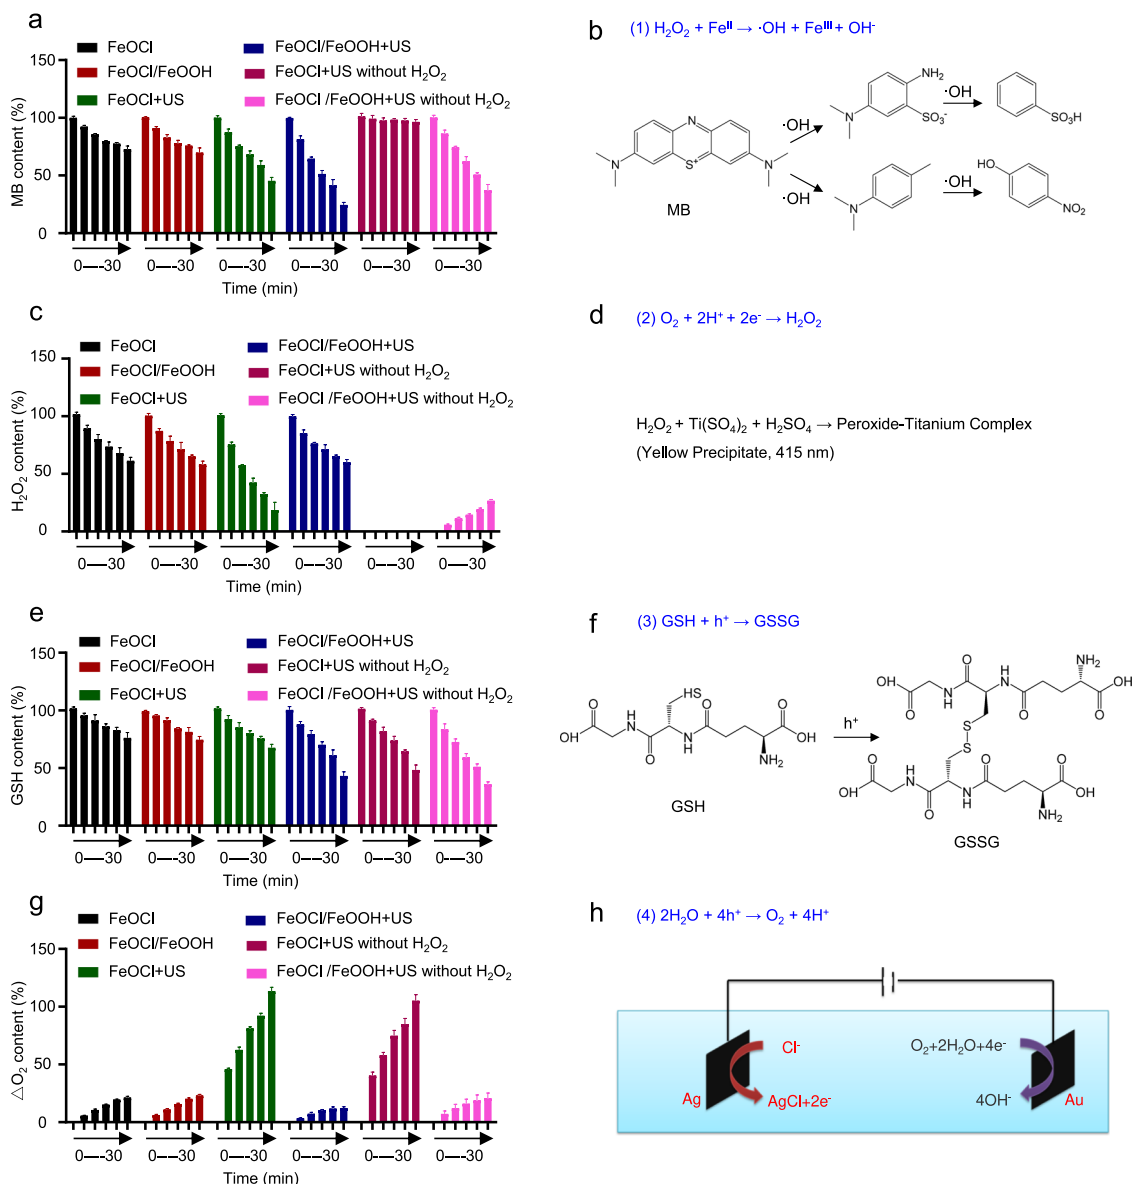 a
FeOCl
FeOCl/FeOOH
FeOCl+US
FeOCl/FeOOH+US
FeOCl+US without H₂O₂
FeOCl /FeOOH+US without H₂O₂
MB content (%)
150
100
50
0
0----30 0----30 0----30 0----30 0----30 0----30
Time (min)
b
(1) H₂O₂ + Feᴵᴵ → ·OH + Feᴵᴵᴵ + OH⁻
N
N
S⁺
N
MB
·OH
·OH
NH₂
N
SO₃⁻
·OH
SO₃H
N
·OH
HO
NO₂
c
FeOCl
FeOCl/FeOOH
FeOCl+US
FeOCl/FeOOH+US
FeOCl+US without H₂O₂
FeOCl /FeOOH+US without H₂O₂
H₂O₂ content (%)
150
100
50
0
0----30 0----30 0----30 0----30 0----30 0----30
Time (min)
d
(2) O₂ + 2H⁺ + 2e⁻ → H₂O₂
H₂O₂ + Ti(SO₄)₂ + H₂SO₄ → Peroxide-Titanium Complex
(Yellow Precipitate, 415 nm)
e
FeOCl
FeOCl/FeOOH
FeOCl+US
FeOCl/FeOOH+US
FeOCl+US without H₂O₂
FeOCl /FeOOH+US without H₂O₂
GSH content (%)
150
100
50
0
0----30 0----30 0----30 0----30 0----30 0----30
Time (min)
f
(3) GSH + h⁺ → GSSG
HS
O
H
N
O
OH
O
N
H
O
OH
NH₂
GSH
h⁺
O
OH
N
H
O
H
N
O
NH₂
OH
O
S
S
O
OH
H
N
O
N
H
O
O
OH
NH₂
GSSG
g
FeOCl
FeOCl/FeOOH
FeOCl+US
FeOCl/FeOOH+US
FeOCl+US without H₂O₂
FeOCl /FeOOH+US without H₂O₂
△O₂ content (%)
150
100
50
0
0----30 0----30 0----30 0----30 0----30 0----30
Time (min)
h
(4) 2H₂O + 4h⁺ → O₂ + 4H⁺
Cl⁻
O₂+2H₂O+4e⁻
Ag
AgCl+2e⁻
4OH⁻
Au